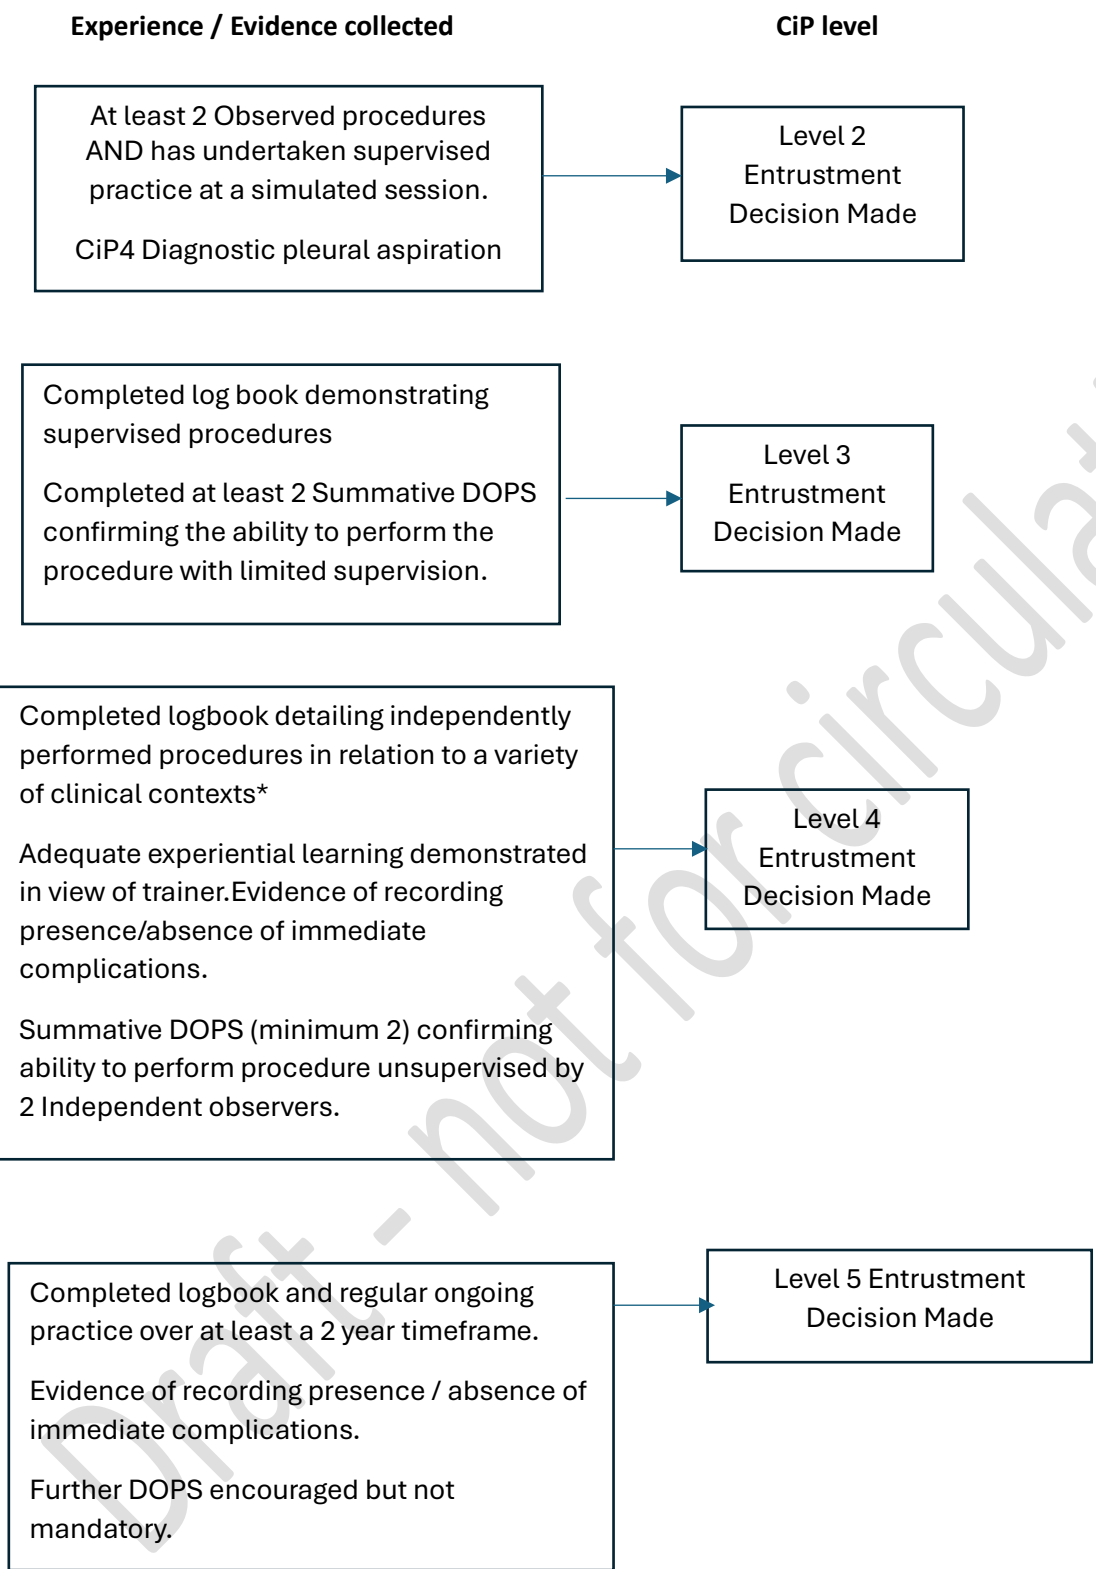 Experience / Evidence collected
CiP level
At least 2 Observed procedures
AND has undertaken supervised
practice at a simulated session.
CiP4 Diagnostic pleural aspiration
Level 2
Entrustment
Decision Made
Completed log book demonstrating
supervised procedures
Completed at least 2 Summative DOPS
confirming the ability to perform the
procedure with limited supervision.
Level 3
Entrustment
Decision Made
Completed logbook detailing independently
performed procedures in relation to a variety
of clinical contexts*
Adequate experiential learning demonstrated
in view of trainer.Evidence of recording
presence/absence of immediate
complications.
Summative DOPS (minimum 2) confirming
ability to perform procedure unsupervised by
2 Independent observers.
Level 4
Entrustment
Decision Made
Completed logbook and regular ongoing
practice over at least a 2 year timeframe.
Evidence of recording presence / absence of
immediate complications.
Further DOPS encouraged but not
mandatory.
Level 5 Entrustment
Decision Made
Draft - not for circulat